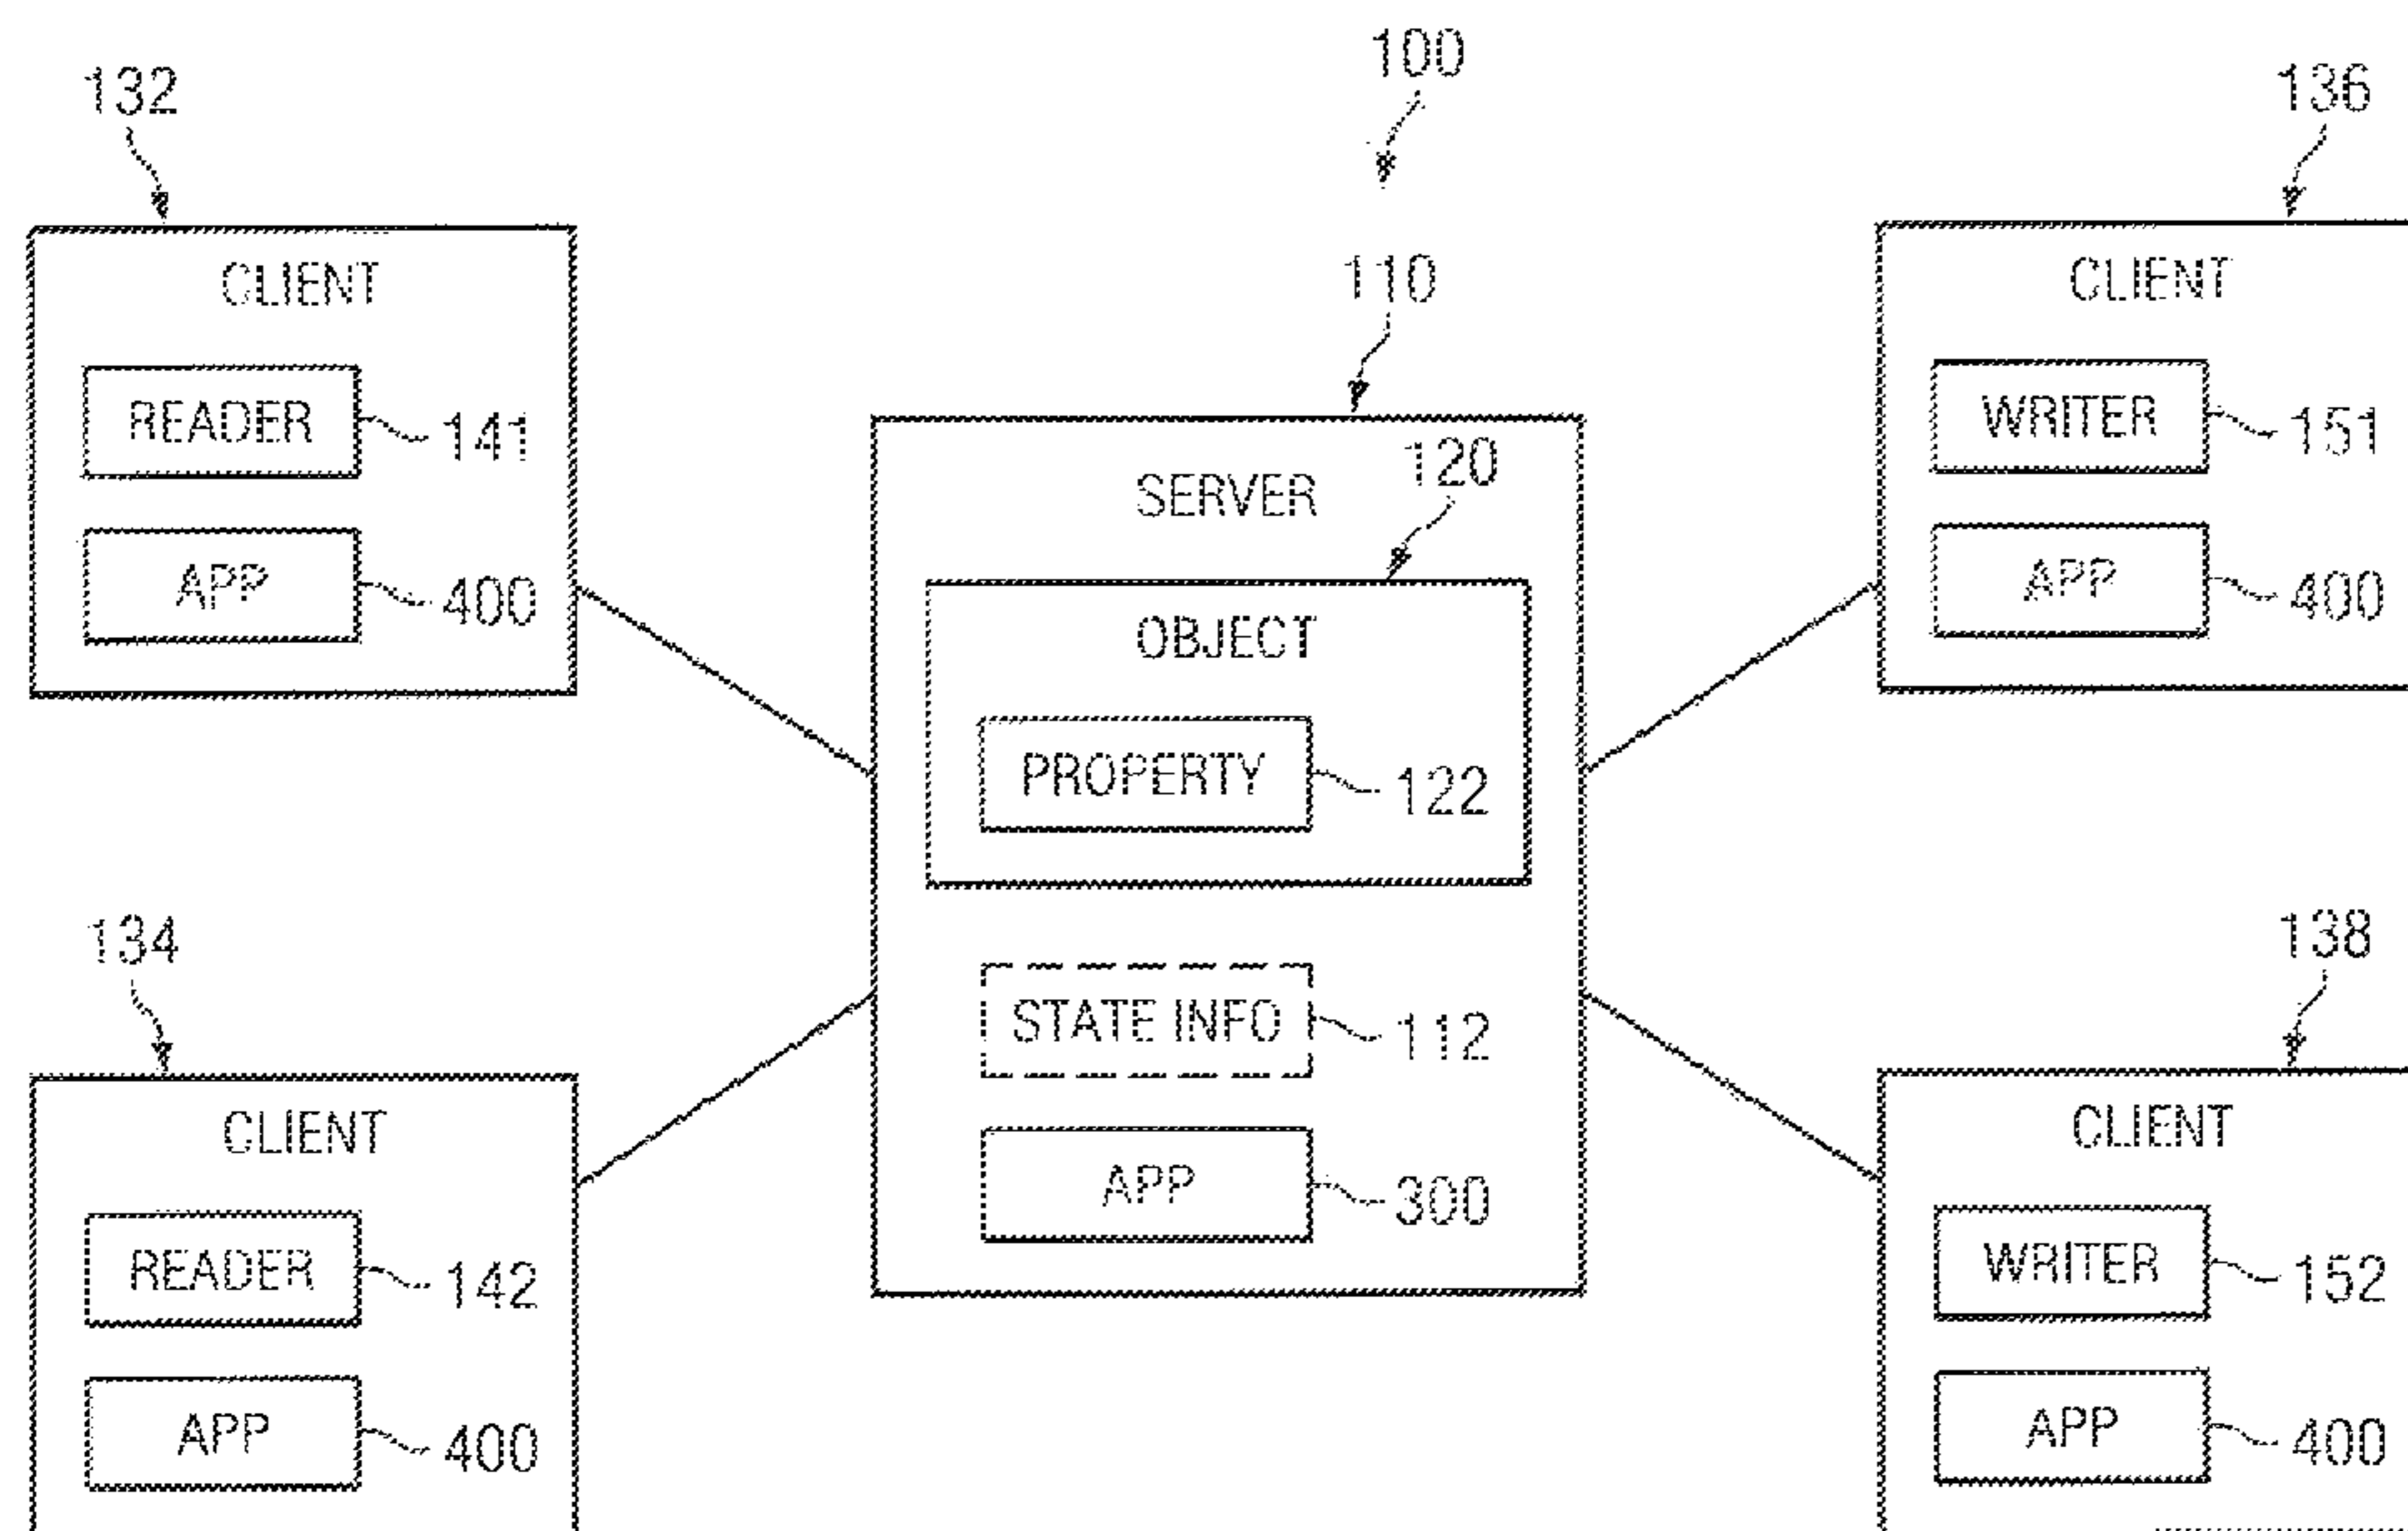 100
132
CLIENT
READER
141
APP
400
136
CLIENT
WRITER
151
APP
400
110
SERVER
120
OBJECT
PROPERTY
122
STATE INFO
112
APP
300
134
CLIENT
READER
142
APP
400
138
CLIENT
WRITER
152
APP
400